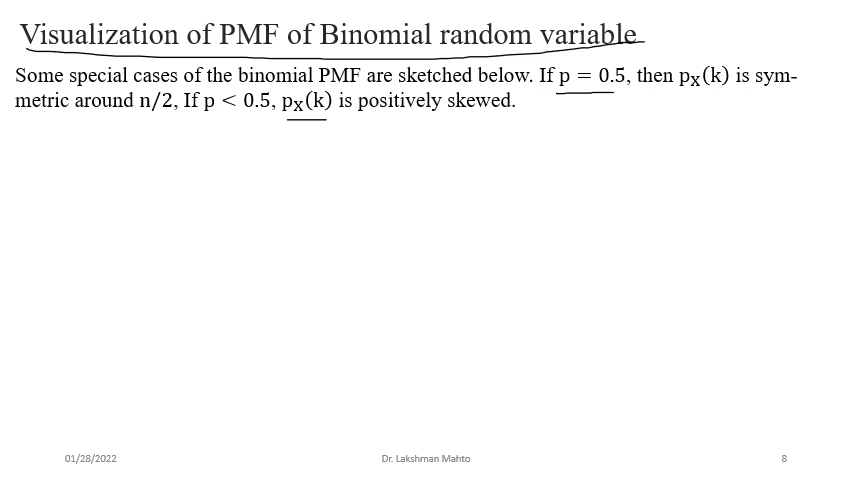 Visualization of PMF of Binomial random variable
Some special cases of the binomial PMF are sketched below. If p = 0.5, then pX(k) is sym-
metric around n/2, If p < 0.5, pX(k) is positively skewed.
01/28/2022
Dr. Lakshman Mahto
8